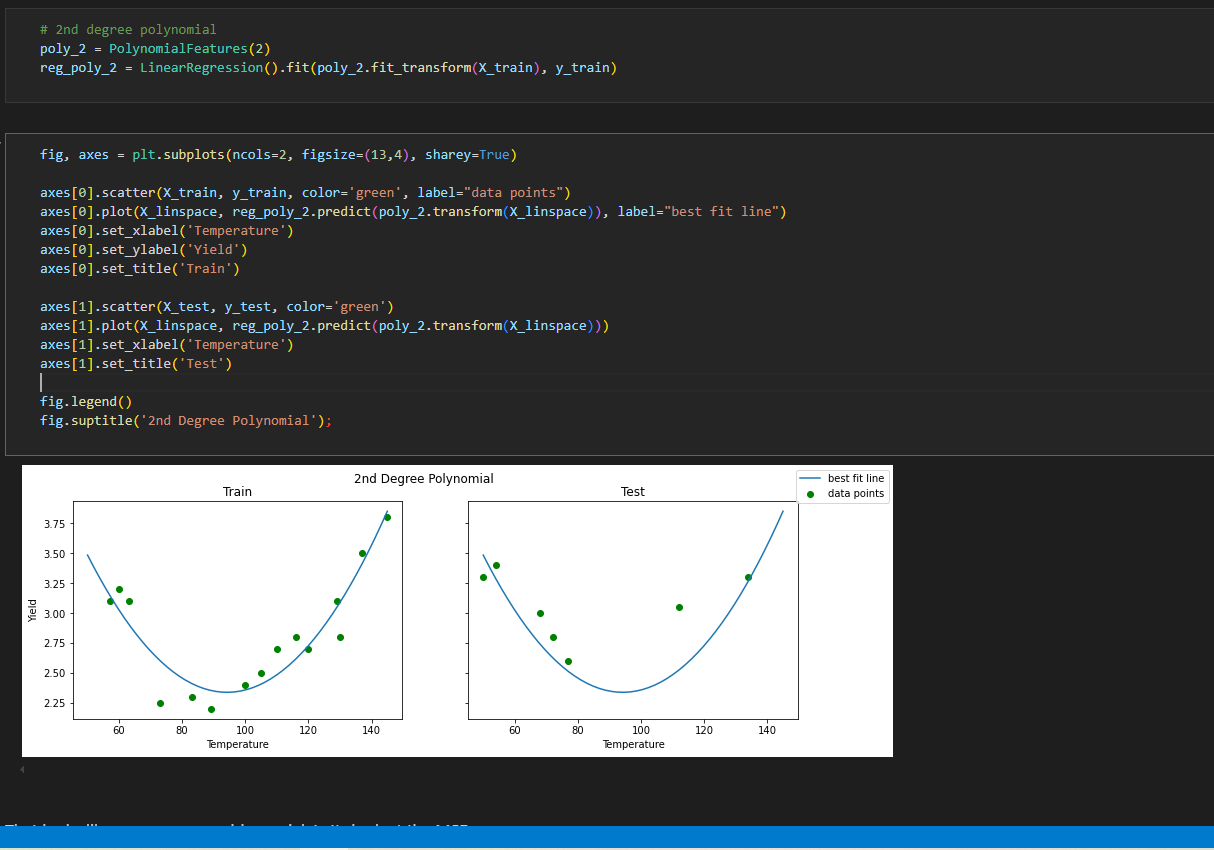 # 2nd degree polynomial
poly_2 = PolynomialFeatures(2)
reg_poly_2 = LinearRegression().fit(poly_2.fit_transform(X_train), y_train)
fig, axes = plt.subplots(ncols=2, figsize=(13,4), sharey=True)
axes[0].scatter(X_train, y_train, color='green', label="data points")
axes[0].plot(X_linspace, reg_poly_2.predict(poly_2.transform(X_linspace)), label="best fit line")
axes[0].set_xlabel('Temperature')
axes[0].set_ylabel('Yield')
axes[0].set_title('Train')
axes[1].scatter(X_test, y_test, color='green')
axes[1].plot(X_linspace, reg_poly_2.predict(poly_2.transform(X_linspace)))
axes[1].set_xlabel('Temperature')
axes[1].set_title('Test')
fig.legend()
fig.suptitle('2nd Degree Polynomial');
2nd Degree Polynomial
best fit line
data points
Train
Test
3.75
3.50
3.25
3.00
2.75
2.50
2.25
Yield
60 80 100 120 140
60 80 100 120 140
Temperature
Temperature